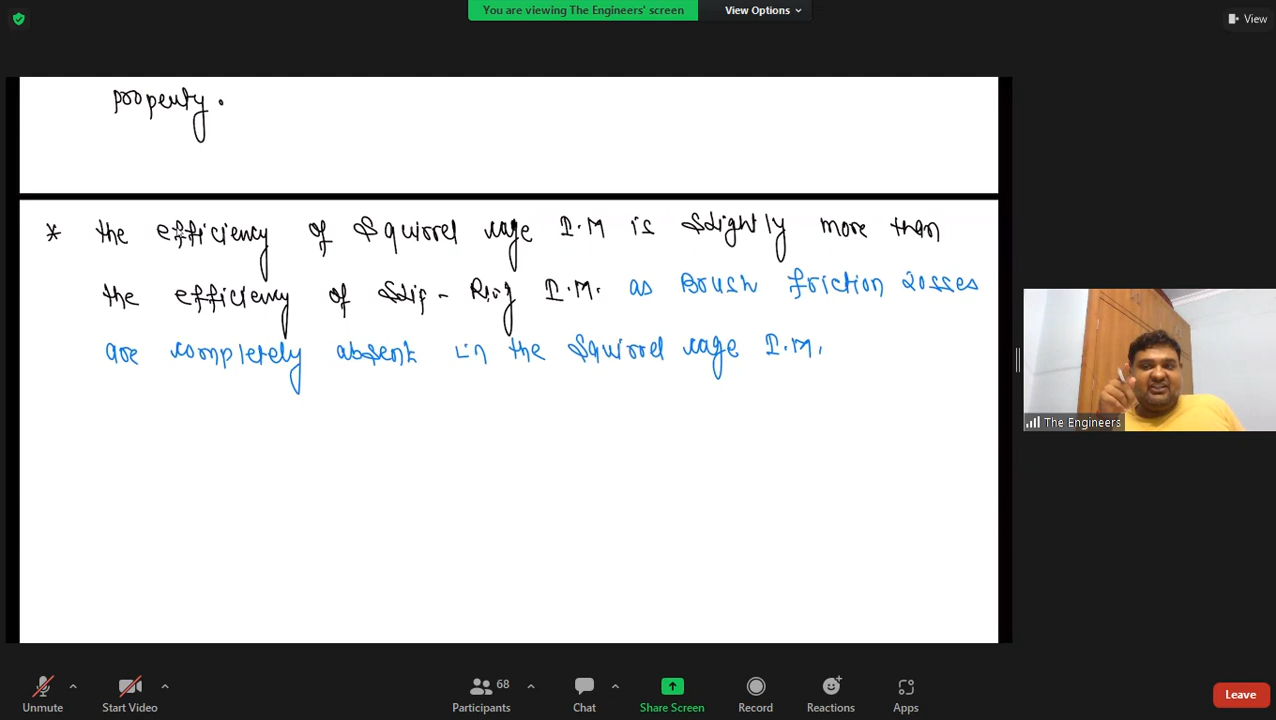 You are viewing The Engineers' screen
View Options
View
property.
* the efficiency of Squirrel cage I.M is slightly more than
the efficiency of Slip-Ring I.M. as Brush friction losses
are completely absent in the Squirrel cage I.M.
The Engineers
Unmute
Start Video
68
Participants
Chat
Share Screen
Record
Reactions
Apps
Leave